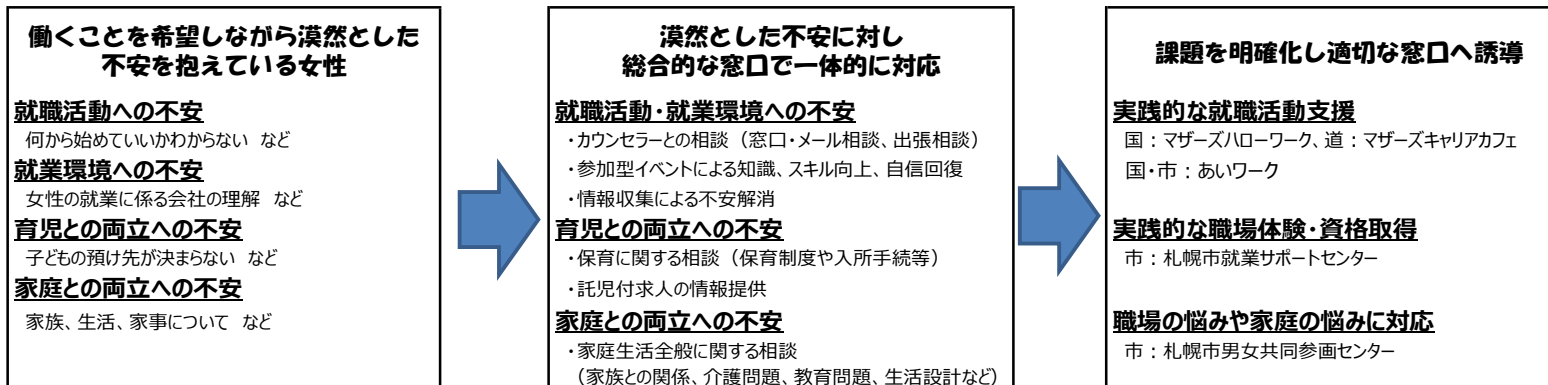 働くことを希望しながら漠然とした
不安を抱えている女性
就職活動への不安
何から始めていいかわからない など
就業環境への不安
女性の就業に係る会社の理解 など
育児との両立への不安
子どもの預け先が決まらない など
家庭との両立への不安
家族、生活、家事について など
漠然とした不安に対し
総合的な窓口で一体的に対応
就職活動・就業環境への不安
・カウンセラーとの相談（窓口・メール相談、出張相談）
・参加型イベントによる知識、スキル向上、自信回復
・情報収集による不安解消
育児との両立への不安
・保育に関する相談（保育制度や入所手続等）
・託児付求人の情報提供
家庭との両立への不安
・家庭生活全般に関する相談
（家族との関係、介護問題、教育問題、生活設計など）
課題を明確化し適切な窓口へ誘導
実践的な就職活動支援
国：マザーズハローワーク、道：マザーズキャリアカフェ
国・市：あいワーク
実践的な職場体験・資格取得
市：札幌市就業サポートセンター
職場の悩みや家庭の悩みに対応
市：札幌市男女共同参画センター